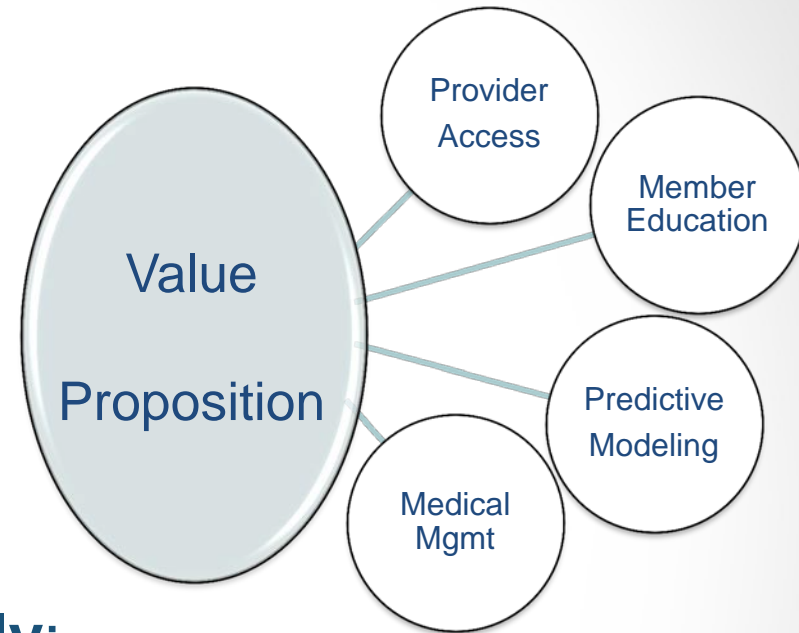 Provider
Access
Member
Education
Value
Proposition
Predictive
Modeling
Medical
Mgmt